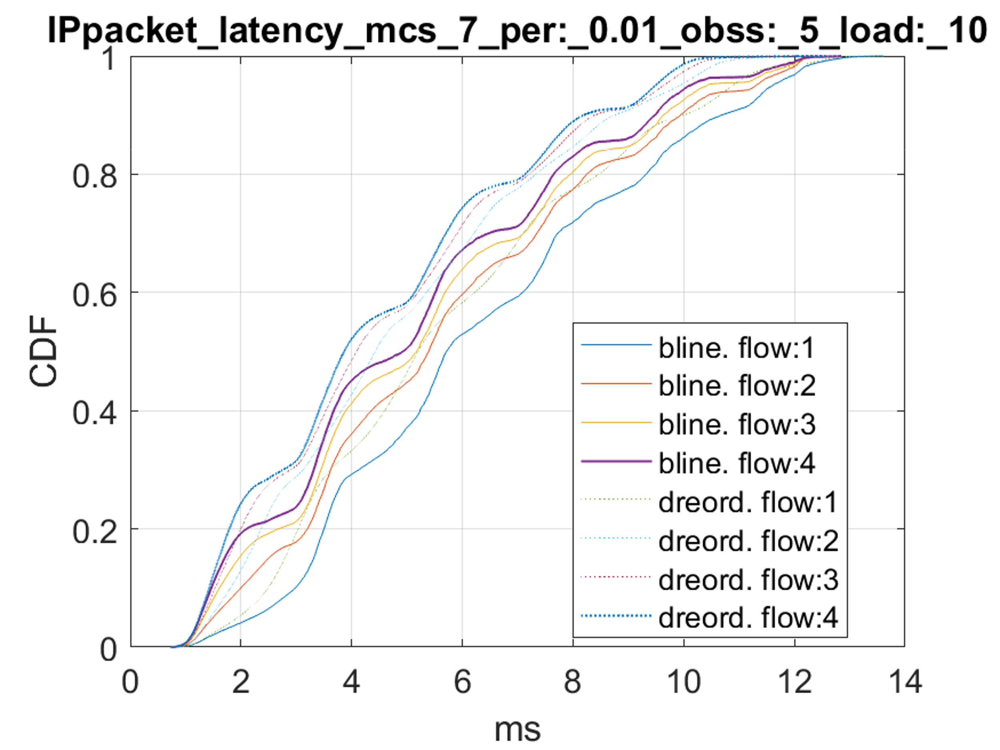 IPpacket_latency_mcs_7_per:_0.01_obss:_5_load:_10
1
0.8
0.6
0.4
0.2
0
CDF
bline. flow:1
bline. flow:2
bline. flow:3
bline. flow:4
dreord. flow:1
dreord. flow:2
dreord. flow:3
dreord. flow:4
0 2 4 6 8 10 12 14
ms